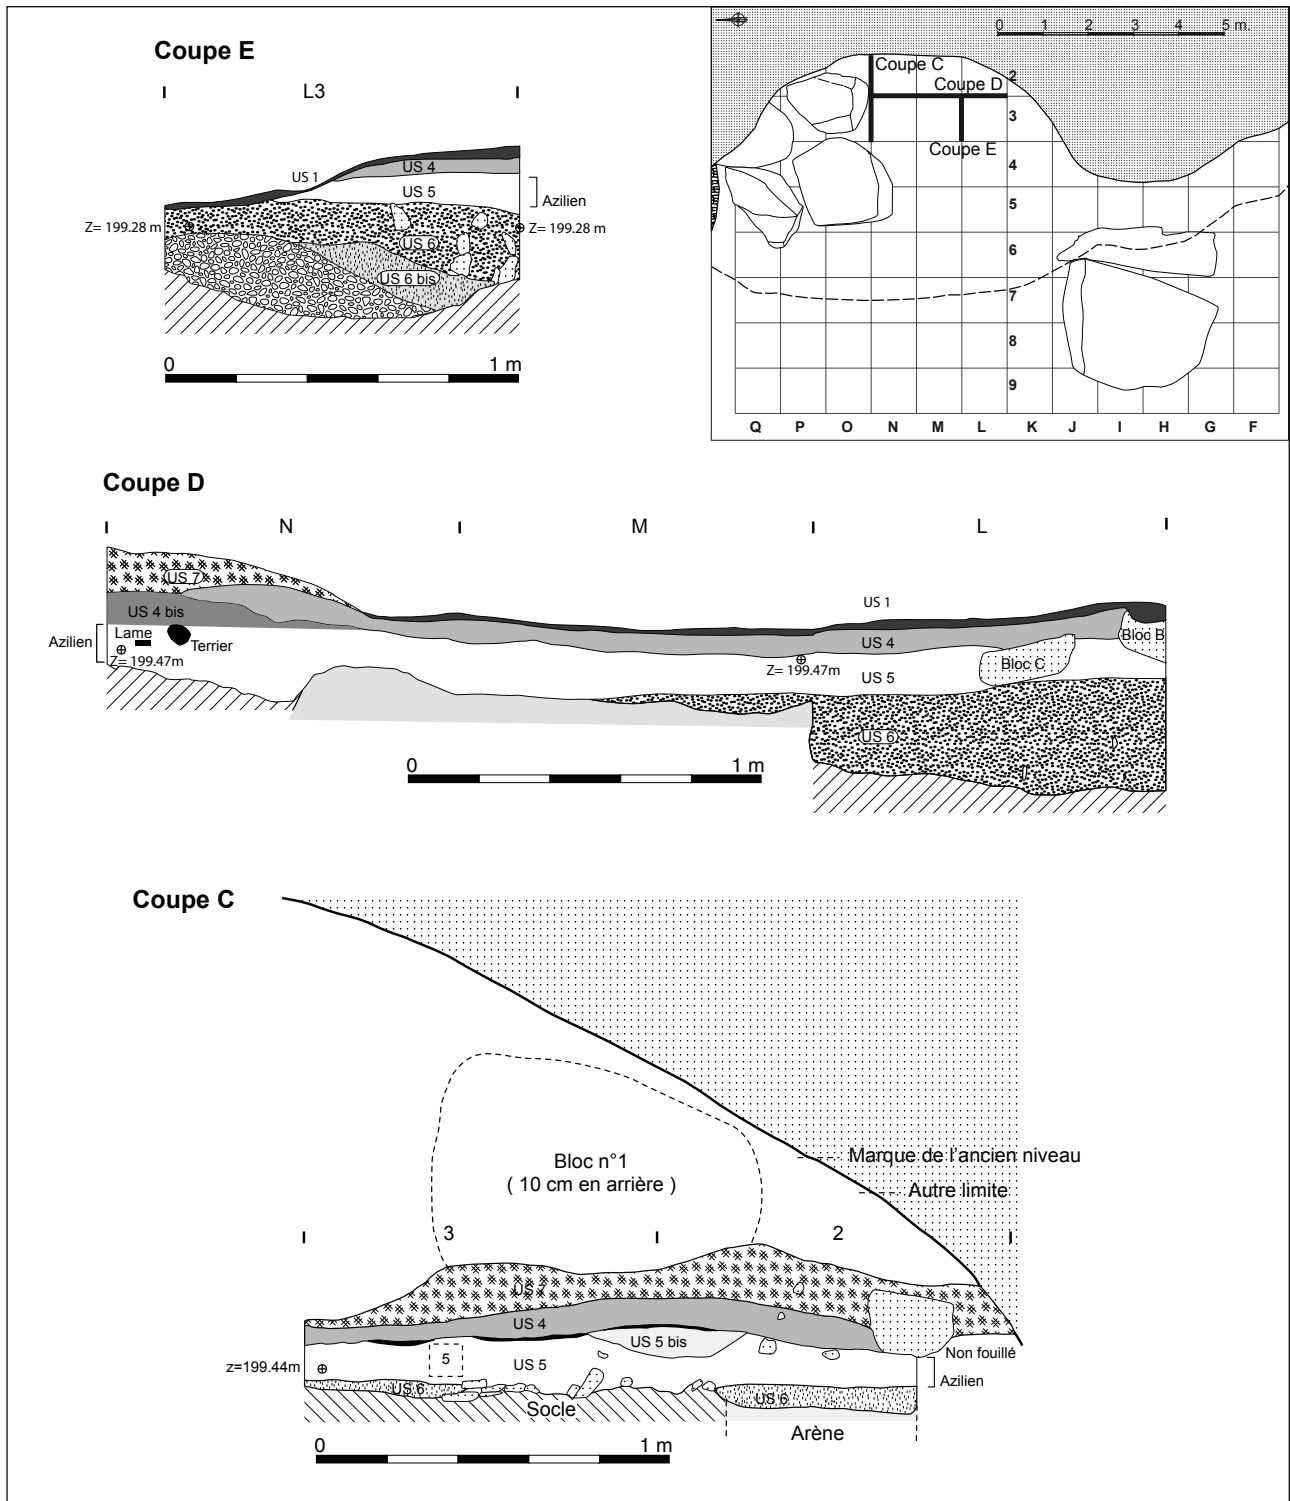 Coupe E
L3
US 4
US 1
US 5
Azilien
Z= 199.28 m
Z= 199.28 m
US 6
US 6 bis
0 1 m
0 1 2 3 4 5 m.
Coupe C
2
Coupe D
3
Coupe E
4
5
6
7
8
9
Q P O N M L K J I H G F
Coupe D
N M L
US 7
US 1
US 4 bis
Azilien
Lame
Terrier
US 4
Bloc B
Bloc C
Z= 199.47m
Z= 199.47m
US 5
US 6
0 1 m
Coupe C
Marque de l'ancien niveau
Bloc n°1
( 10 cm en arrière )
Autre limite
3 2
US 7
US 4
US 5 bis
Non fouillé
5
US 5
z=199.44m
Azilien
US 6
US 6
Socle
Arène
0 1 m